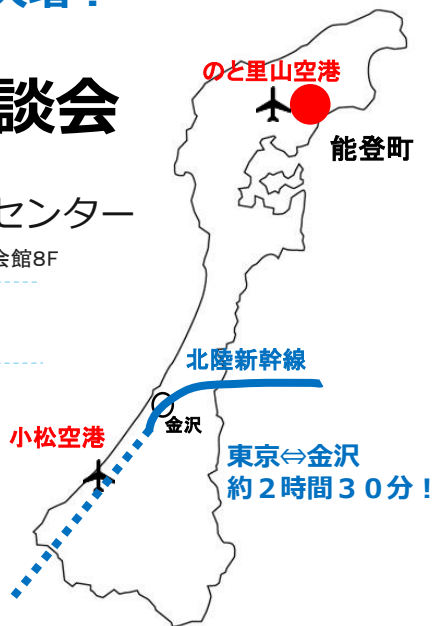 のと里山空港
談会
能登町
センター
会館8F
北陸新幹線
金沢
小松空港
東京⇔金沢
約２時間３０分！